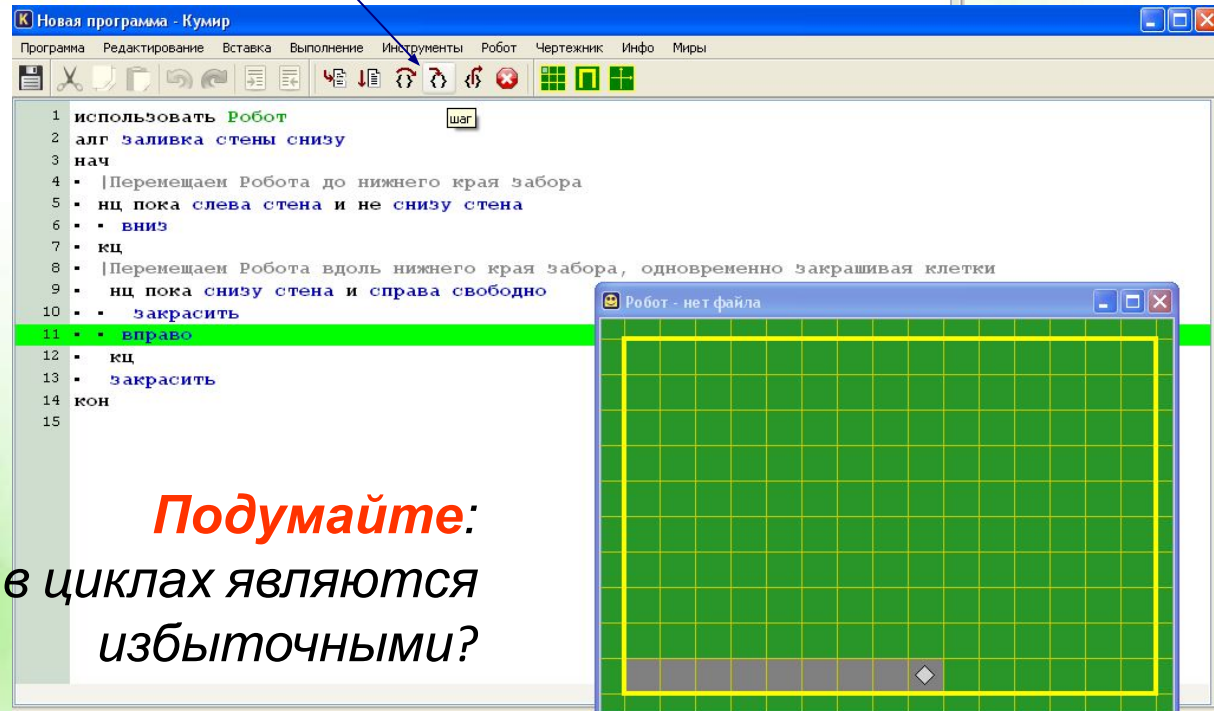 Новая программа - Кумир
Программа Редактирование Вставка Выполнение Инструменты Робот Чертежник Инфо Миры
шаг
1 использовать Робот
2 алг заливка стены снизу
3 нач
4 ▪ |Перемещаем Робота до нижнего края забора
5 ▪ нц пока слева стена и не снизу стена
6 ▪ ▪ вниз
7 ▪ кц
8 ▪ |Перемещаем Робота вдоль нижнего края забора, одновременно закрашивая клетки
9 ▪ нц пока снизу стена и справа свободно
10 ▪ ▪ закрасить
11 ▪ ▪ вправо
12 ▪ кц
13 ▪ закрасить
14 кон
15
Робот - нет файла
Подумайте:
в циклах являются
избыточными?